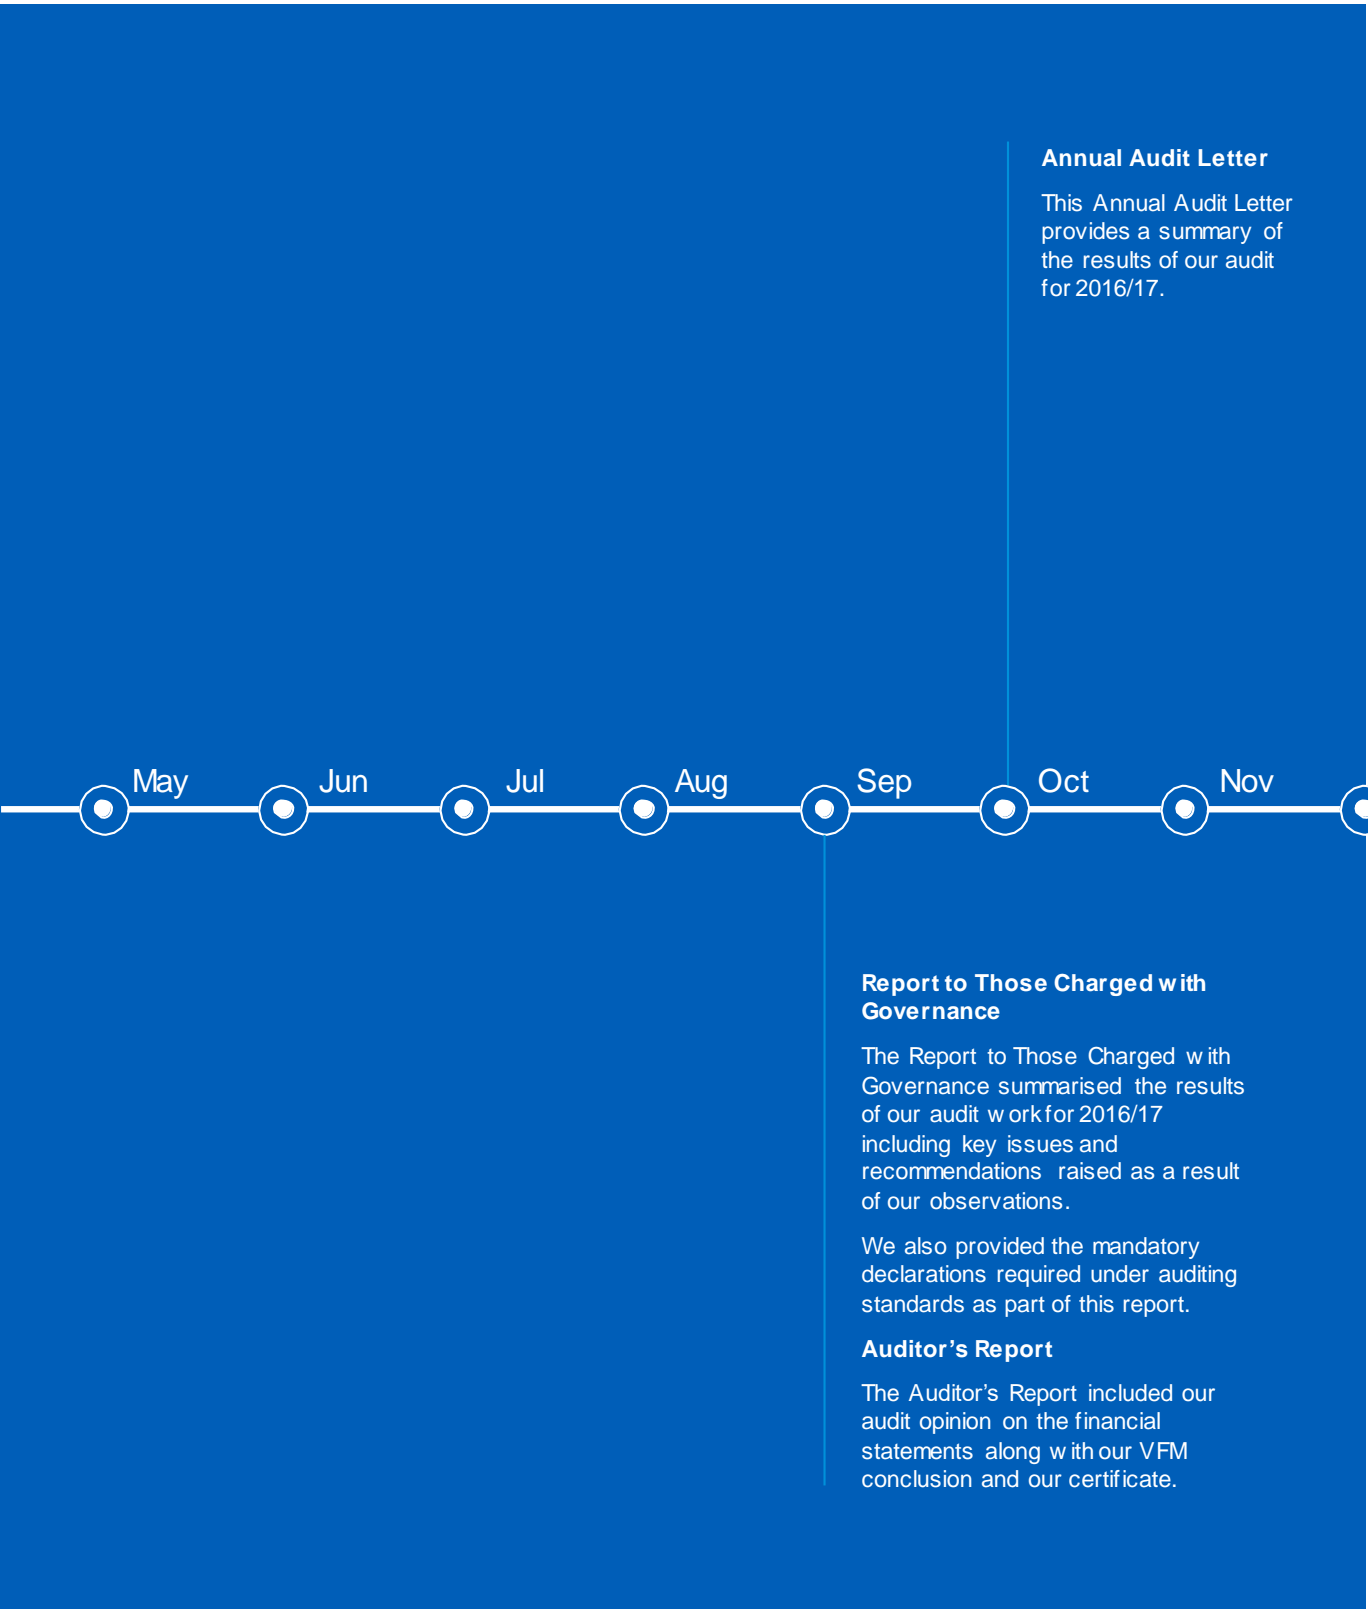 Annual Audit Letter
This Annual Audit Letter
provides a summary of
the results of our audit
for 2016/17.
May Jun Jul Aug Sep Oct Nov
Report to Those Charged with
Governance
The Report to Those Charged with
Governance summarised the results
of our audit work for 2016/17
including key issues and
recommendations raised as a result
of our observations.
We also provided the mandatory
declarations required under auditing
standards as part of this report.
Auditor’s Report
The Auditor’s Report included our
audit opinion on the financial
statements along with our VFM
conclusion and our certificate.